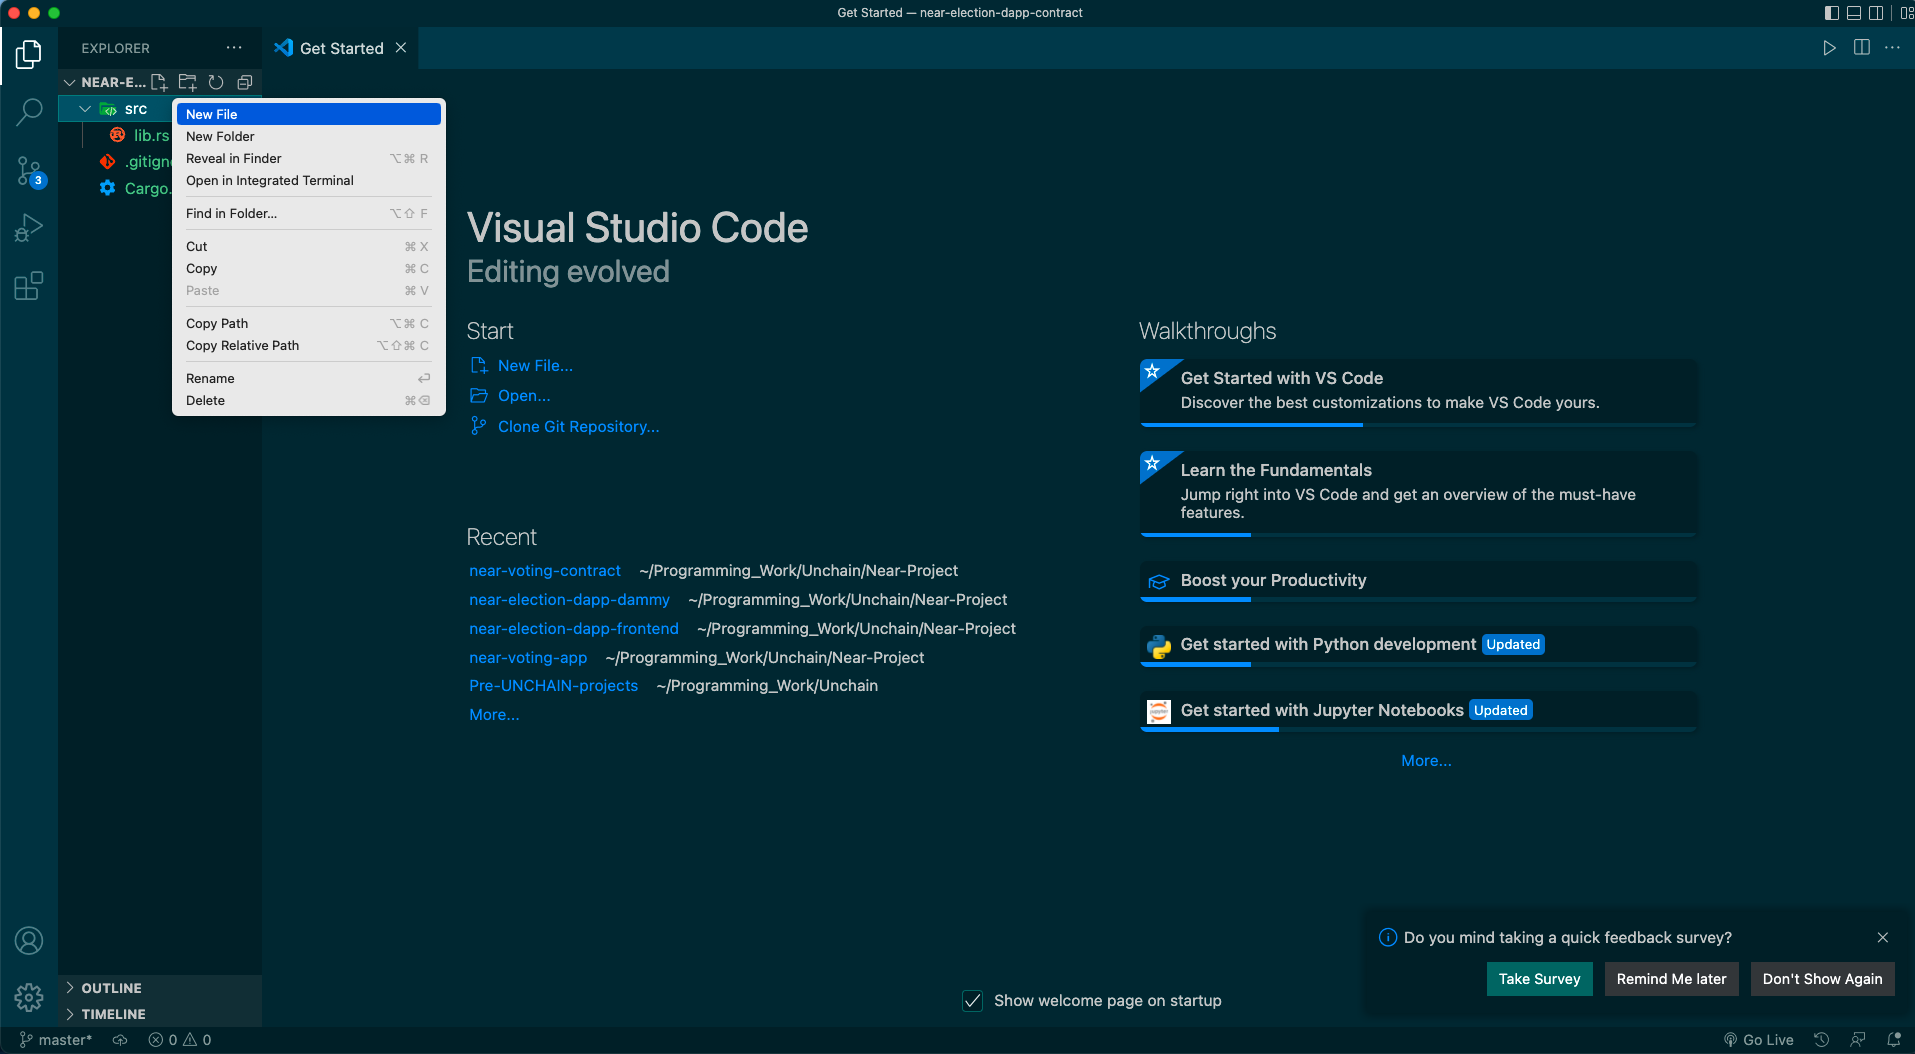 Get Started — near-election-dapp-contract
EXPLORER
Get Started
NEAR-E...
src
lib.rs
.gitign
Cargo.
3
New File
New Folder
Reveal in Finder ⌥⌘ R
Open in Integrated Terminal
Find in Folder... ⌥⇧ F
Cut ⌘ X
Copy ⌘ C
Paste ⌘ V
Copy Path ⌥⌘ C
Copy Relative Path ⌥⇧⌘ C
Rename ⏎
Delete ⌘⌫
Visual Studio Code
Editing evolved
Start
New File...
Open...
Clone Git Repository...
Recent
near-voting-contract ~/Programming_Work/Unchain/Near-Project
near-election-dapp-dammy ~/Programming_Work/Unchain/Near-Project
near-election-dapp-frontend ~/Programming_Work/Unchain/Near-Project
near-voting-app ~/Programming_Work/Unchain/Near-Project
Pre-UNCHAIN-projects ~/Programming_Work/Unchain
More...
Walkthroughs
Get Started with VS Code
Discover the best customizations to make VS Code yours.
Learn the Fundamentals
Jump right into VS Code and get an overview of the must-have
features.
Boost your Productivity
Get started with Python development Updated
Get started with Jupyter Notebooks Updated
More...
Do you mind taking a quick feedback survey?
Take Survey Remind Me later Don't Show Again
Show welcome page on startup
OUTLINE
TIMELINE
master* 0 0
Go Live